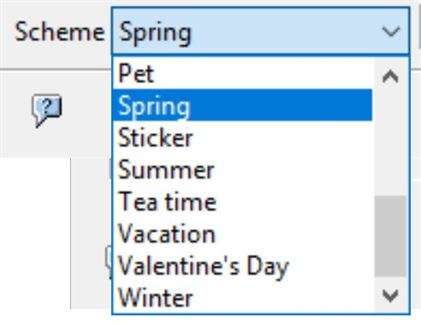 Scheme Spring
Pet
Spring
Sticker
Summer
Tea time
Vacation
Valentine's Day
Winter